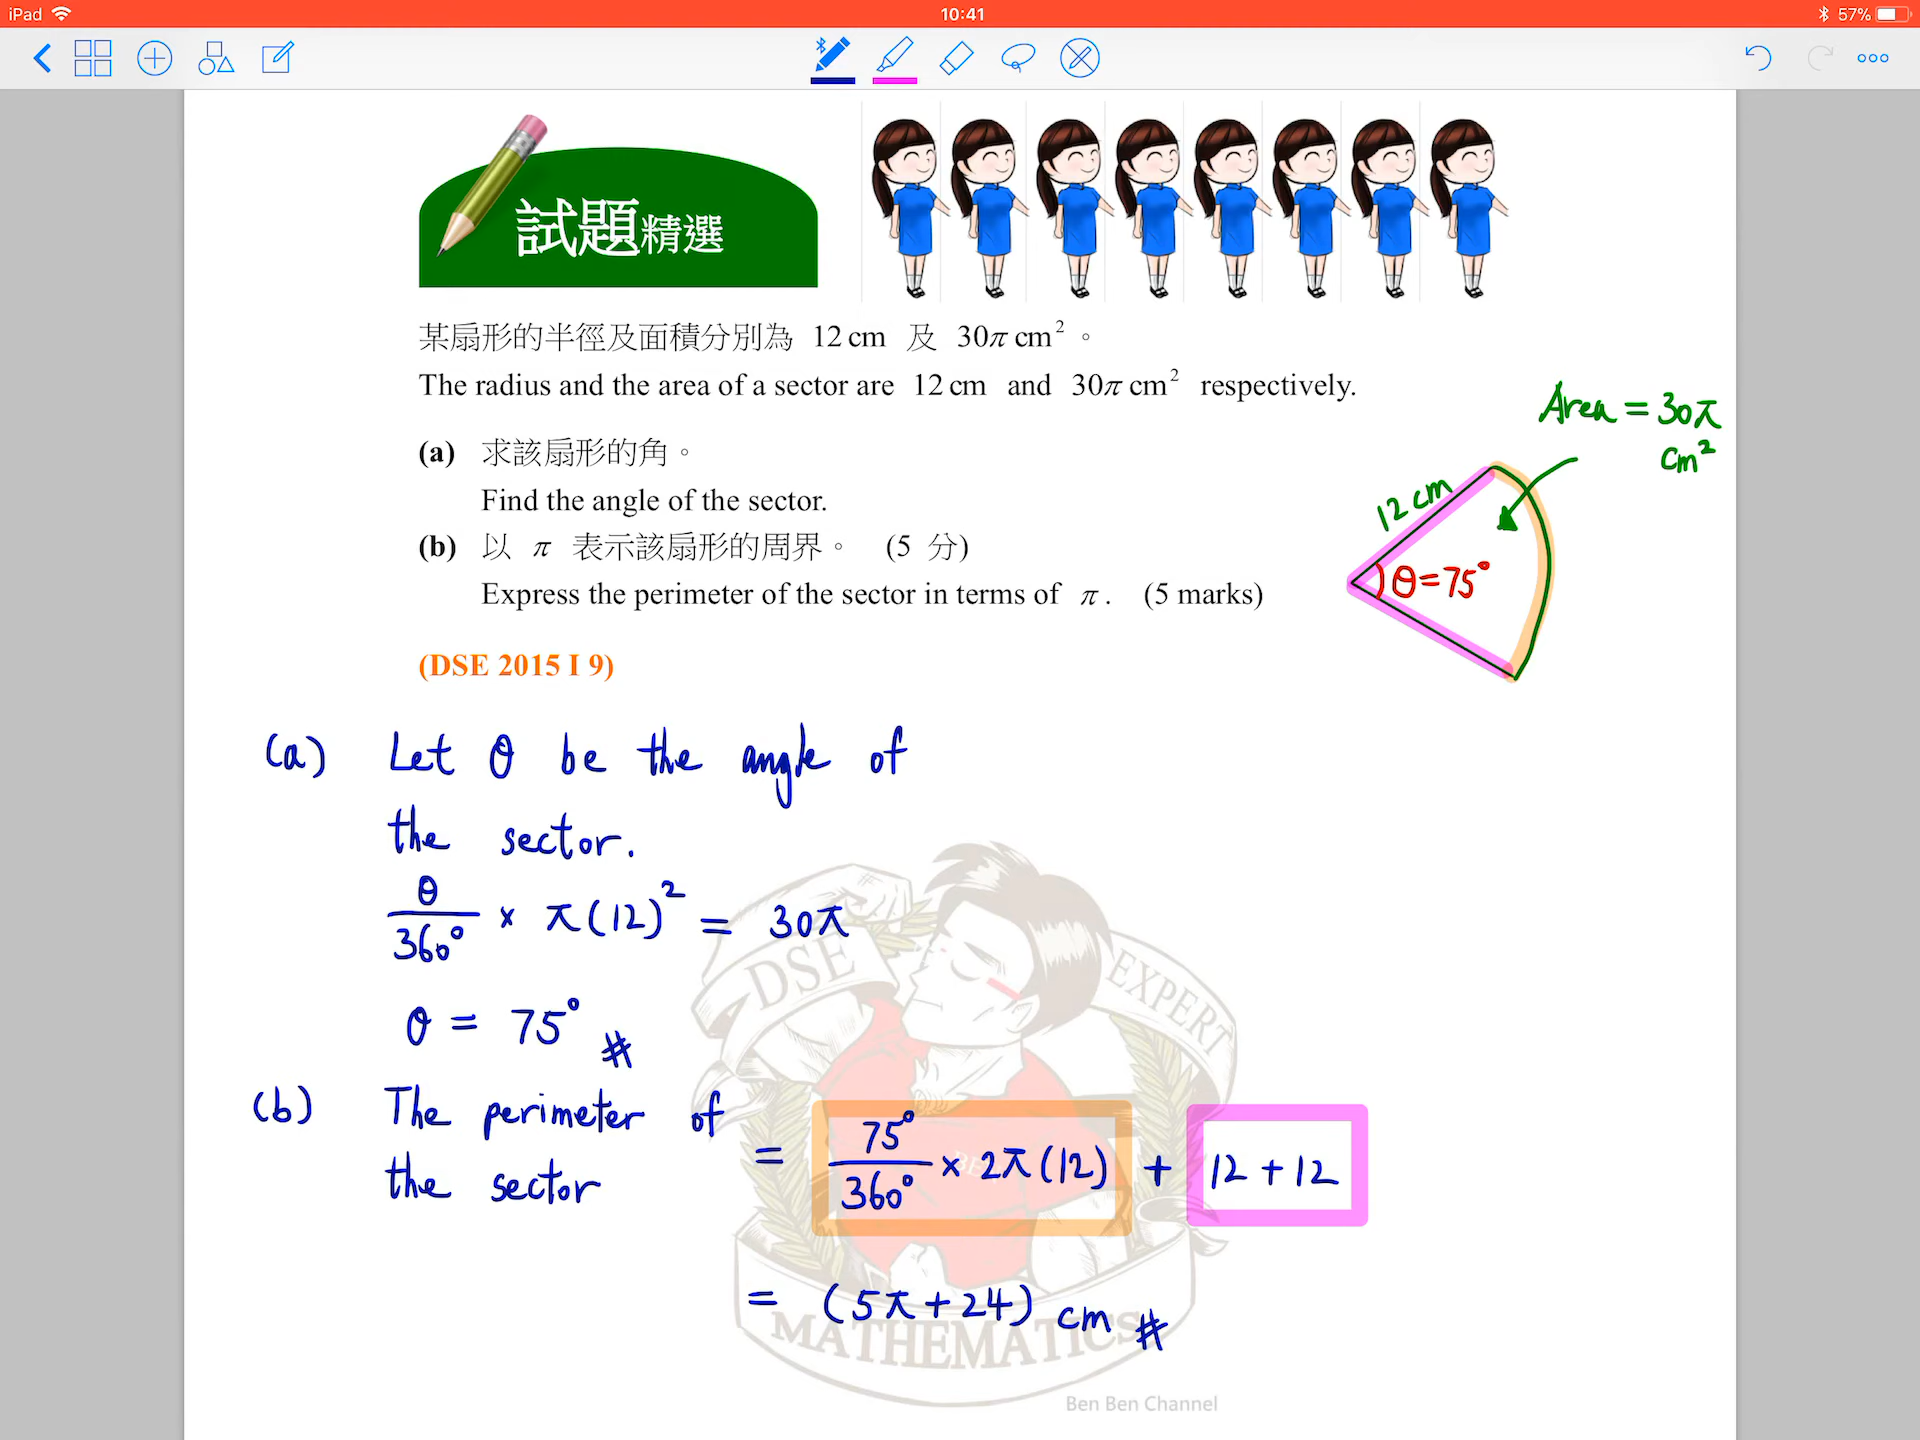 iPad 10:41 57%
試題精選
某扇形的半徑及面積分別為 12 cm 及 30π cm²。
The radius and the area of a sector are 12 cm and 30π cm² respectively.
(a) 求該扇形的角。
Find the angle of the sector.
(b) 以 π 表示該扇形的周界。 (5 分)
Express the perimeter of the sector in terms of π. (5 marks)
(DSE 2015 I 9)
Area = 30π
cm²
12 cm
θ = 75°
(a) Let θ be the angle of
the sector.
θ/360° × π(12)² = 30π
θ = 75° #
(b) The perimeter of
the sector
= 75°/360° × 2π(12) + 12 + 12
= (5π + 24) cm #
DSE EXPERT
MATHEMATICS
Ben Ben Channel